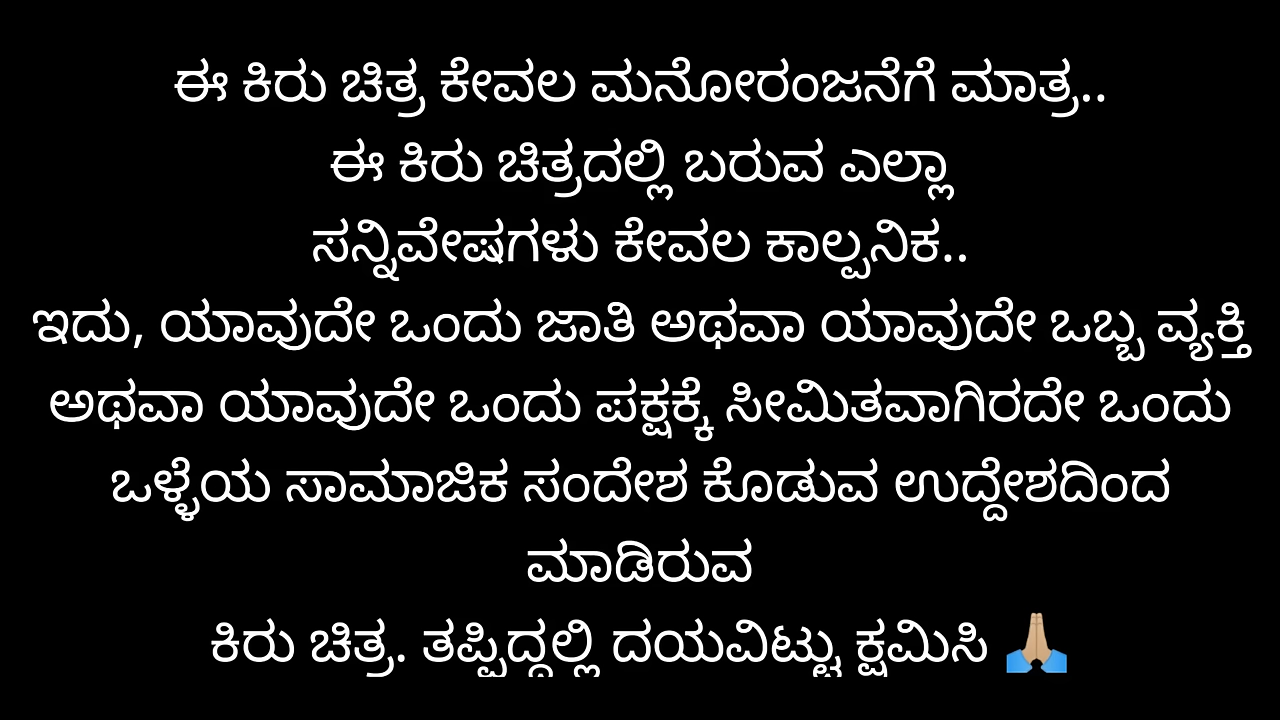 ಈ ಕಿರು ಚಿತ್ರ ಕೇವಲ ಮನೋರಂಜನೆಗೆ ಮಾತ್ರ..
ಈ ಕಿರು ಚಿತ್ರದಲ್ಲಿ ಬರುವ ಎಲ್ಲಾ
ಸನ್ನಿವೇಷಗಳು ಕೇವಲ ಕಾಲ್ಪನಿಕ..
ಇದು, ಯಾವುದೇ ಒಂದು ಜಾತಿ ಅಥವಾ ಯಾವುದೇ ಒಬ್ಬ ವ್ಯಕ್ತಿ
ಅಥವಾ ಯಾವುದೇ ಒಂದು ಪಕ್ಷಕ್ಕೆ ಸೀಮಿತವಾಗಿರದೇ ಒಂದು
ಒಳ್ಳೆಯ ಸಾಮಾಜಿಕ ಸಂದೇಶ ಕೊಡುವ ಉದ್ದೇಶದಿಂದ
ಮಾಡಿರುವ
ಕಿರು ಚಿತ್ರ. ತಪ್ಪಿದ್ದಲ್ಲಿ ದಯವಿಟ್ಟು ಕ್ಷಮಿಸಿ 🙏🏼